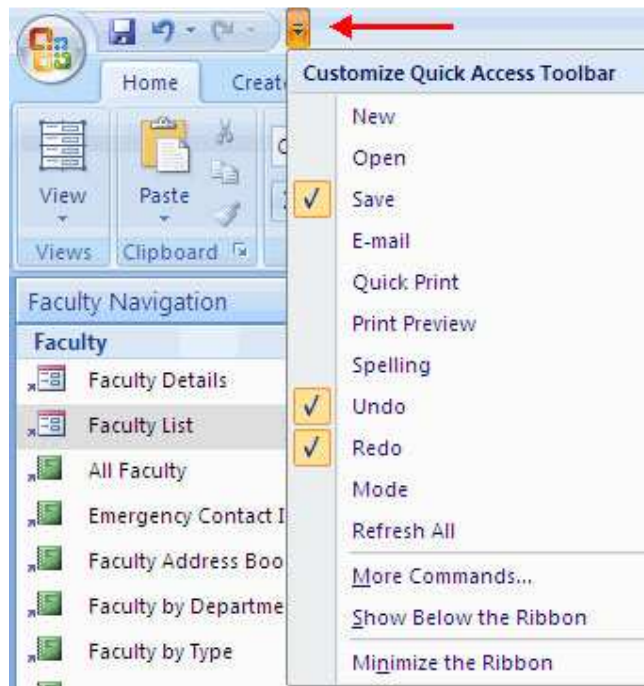 Home Creat
Customize Quick Access Toolbar
New
Open
Save
E-mail
Quick Print
Print Preview
Spelling
Undo
Redo
Mode
Refresh All
More Commands...
Show Below the Ribbon
Minimize the Ribbon
View Paste
Views Clipboard
Faculty Navigation
Faculty
Faculty Details
Faculty List
All Faculty
Emergency Contact I
Faculty Address Boo
Faculty by Departme
Faculty by Type